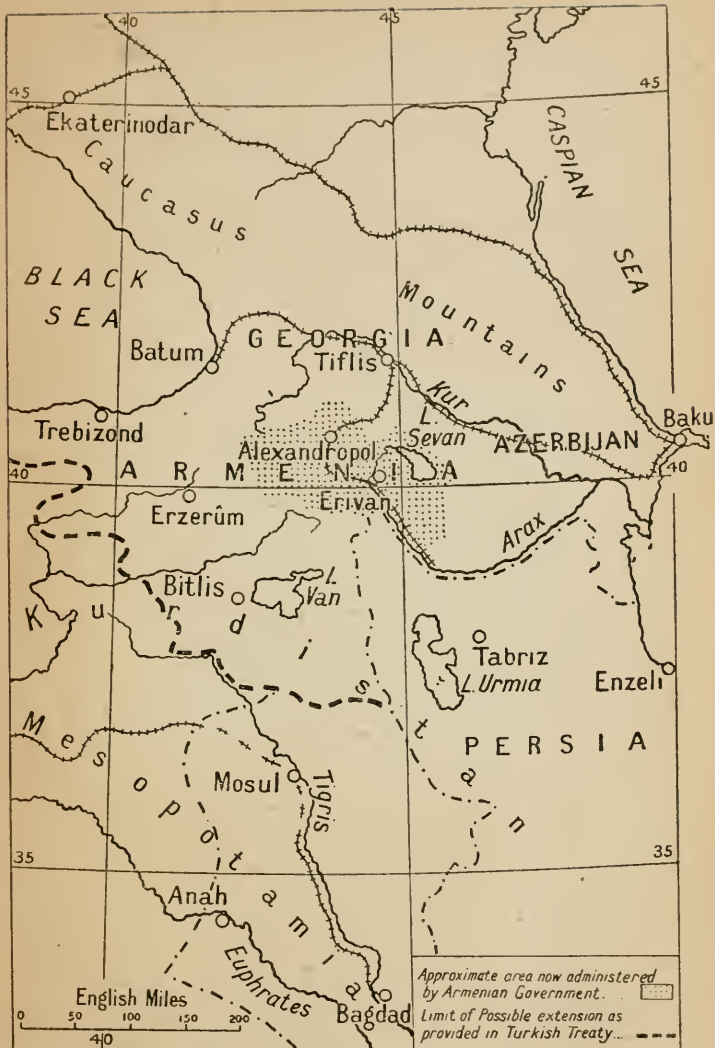 40
45
45
45
Ekaterinodar
Caucasus
CASPIAN
SEA
BLACK
SEA
Mountains
GEORGIA
Batum
Tiflis
Kur
L.
Sevan
Trebizond
Baku
Alexandropol
AZERBIJAN
40
ARMENIA
40
Erivan
Erzerûm
Arax
Bitlis
L.
Van
Kurdistan
Tabriz
L.Urmia
Enzeli
PERSIA
Mesopotamia
Mosul
Tigris
35
35
Anah
Euphrates
Bagdad
English Miles
0 50 100 150 200
40
Approximate area now administered
by Armenian Government.
Limit of Possible extension as
provided in Turkish Treaty...